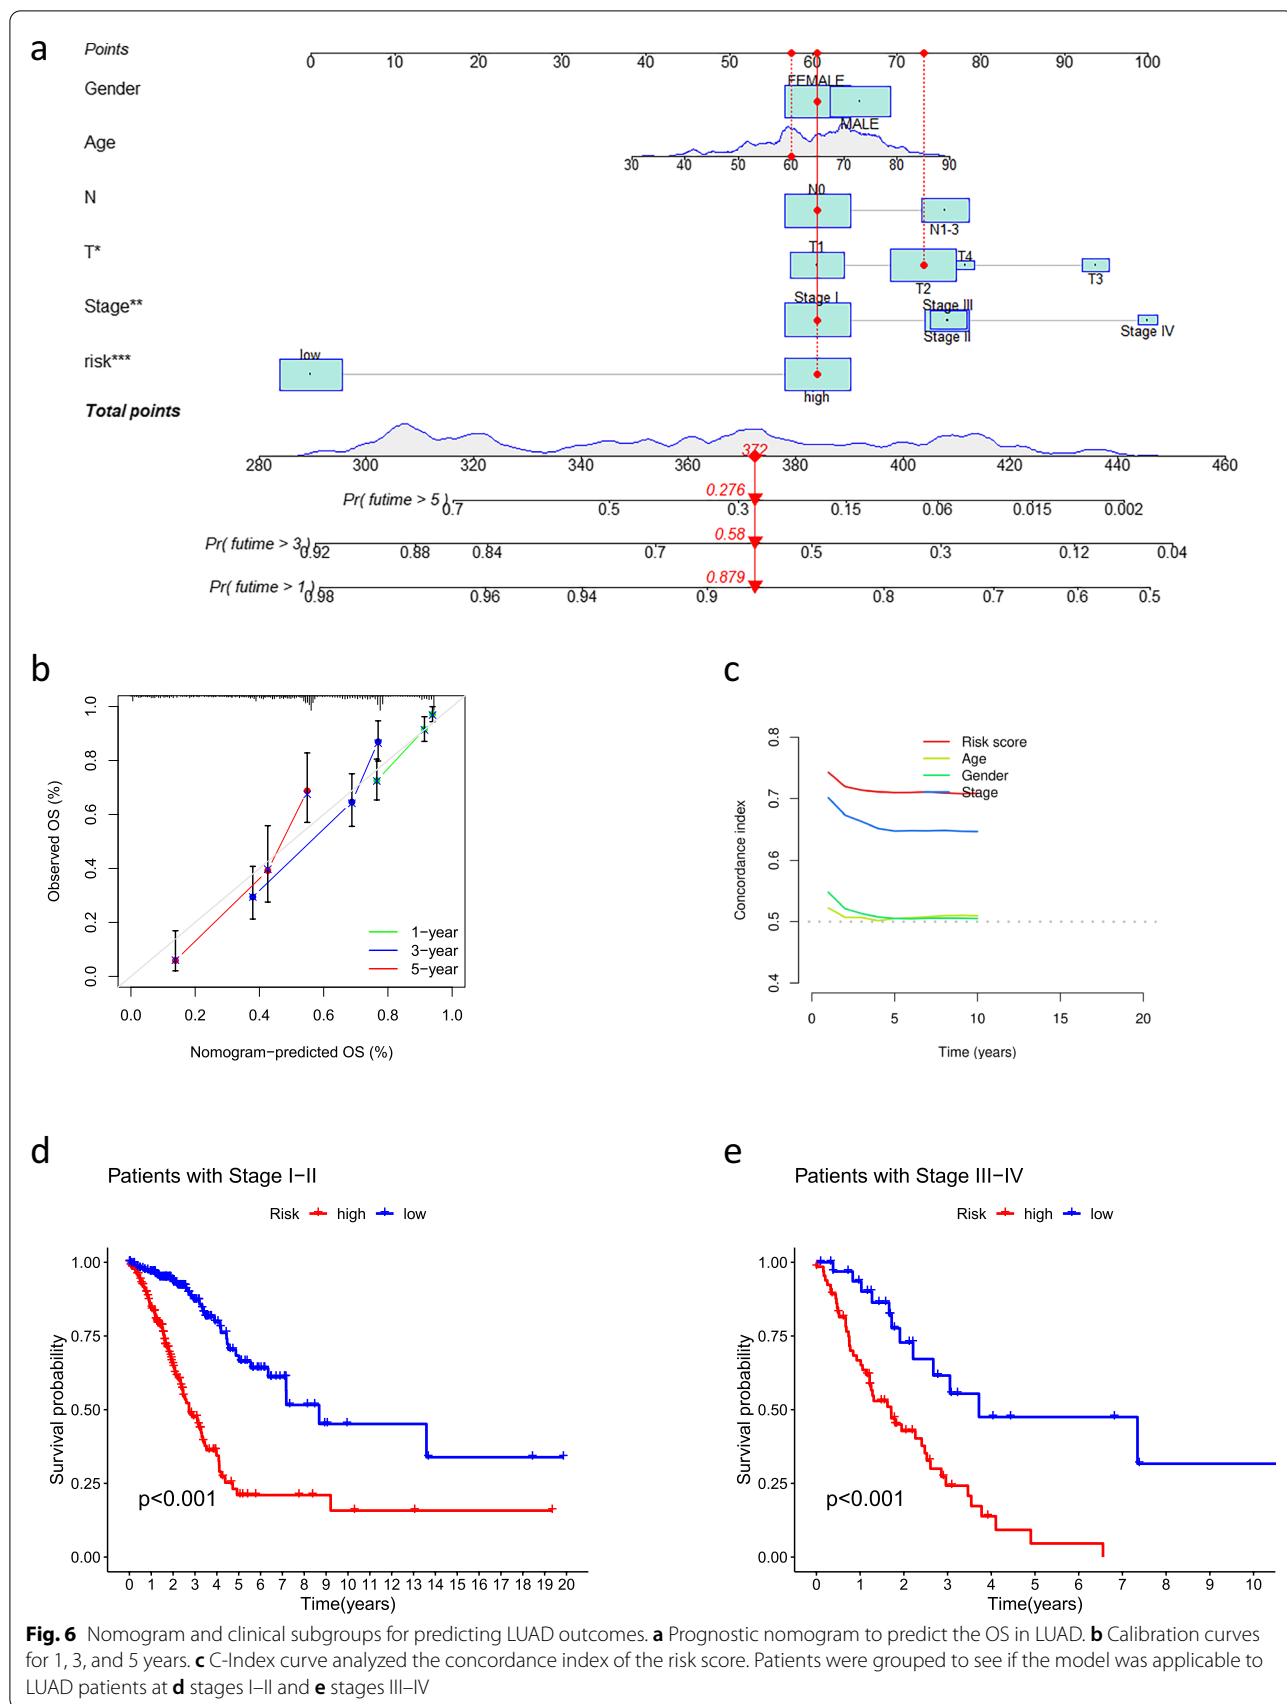 a
Points
0 10 20 30 40 50 60 70 80 90 100
Gender
FEMALE
MALE
Age
30 40 50 60 70 80 90
N
N0
N1-3
T*
T1
T4
T2
T3
Stage**
Stage I
Stage III
Stage II
Stage IV
risk***
low
high
Total points
372
280 300 320 340 360 380 400 420 440 460
0.276
Pr( futime > 5 )
0.7 0.5 0.3 0.15 0.06 0.015 0.002
0.58
Pr( futime > 3 )
0.92 0.88 0.84 0.7 0.5 0.3 0.12 0.04
0.879
Pr( futime > 1 )
0.98 0.96 0.94 0.9 0.8 0.7 0.6 0.5
b
Observed OS (%)
1.0
0.8
0.6
0.4
0.2
0.0
1−year
3−year
5−year
0.0 0.2 0.4 0.6 0.8 1.0
Nomogram−predicted OS (%)
c
Concordance index
0.8
0.7
0.6
0.5
0.4
Risk score
Age
Gender
Stage
0 5 10 15 20
Time (years)
d
Patients with Stage I−II
Risk high low
Survival probability
1.00
0.75
0.50
0.25
0.00
p<0.001
0 1 2 3 4 5 6 7 8 9 10 11 12 13 14 15 16 17 18 19 20
Time(years)
e
Patients with Stage III−IV
Risk high low
Survival probability
1.00
0.75
0.50
0.25
0.00
p<0.001
0 1 2 3 4 5 6 7 8 9 10
Time(years)
Fig. 6 Nomogram and clinical subgroups for predicting LUAD outcomes. a Prognostic nomogram to predict the OS in LUAD. b Calibration curves
for 1, 3, and 5 years. c C-Index curve analyzed the concordance index of the risk score. Patients were grouped to see if the model was applicable to
LUAD patients at d stages I–II and e stages III–IV